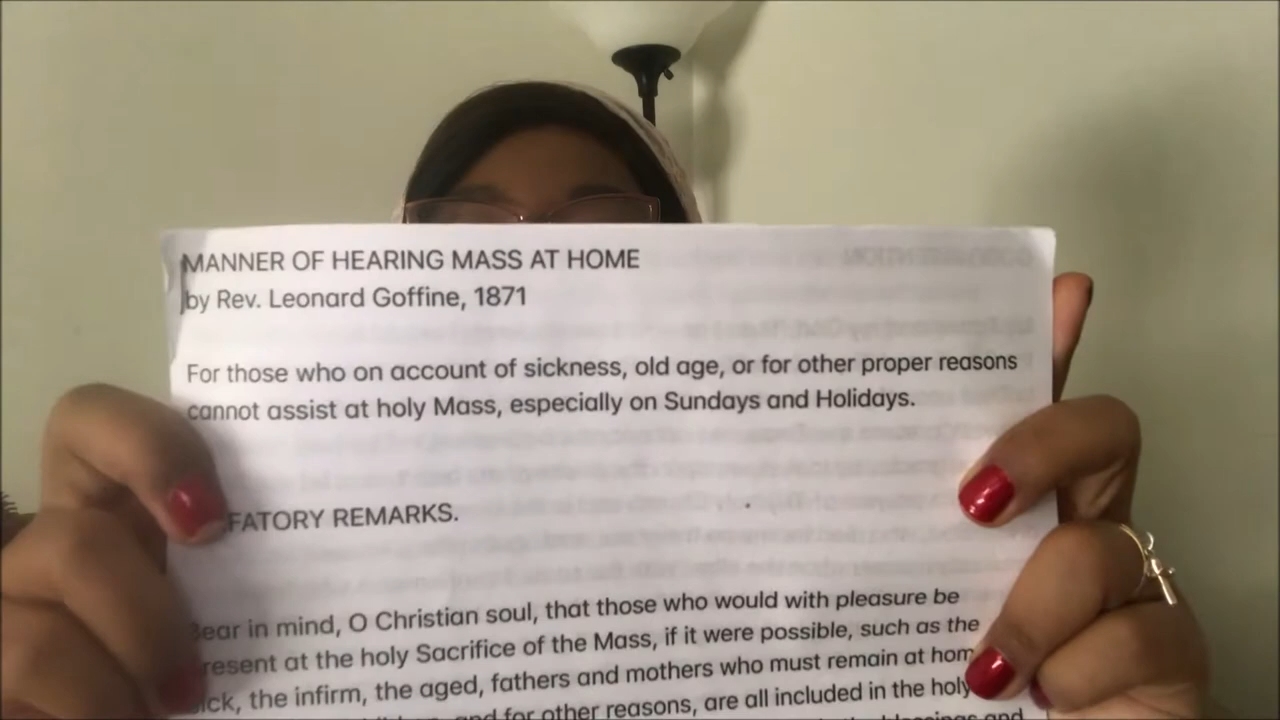 MANNER OF HEARING MASS AT HOME
by Rev. Leonard Goffine, 1871
For those who on account of sickness, old age, or for other proper reasons
cannot assist at holy Mass, especially on Sundays and Holidays.
FATORY REMARKS.
Bear in mind, O Christian soul, that those who would with pleasure be
resent at the holy Sacrifice of the Mass, if it were possible, such as the
ick, the infirm, the aged, fathers and mothers who must remain at hom
and for other reasons, are all included in the holy
blessings and